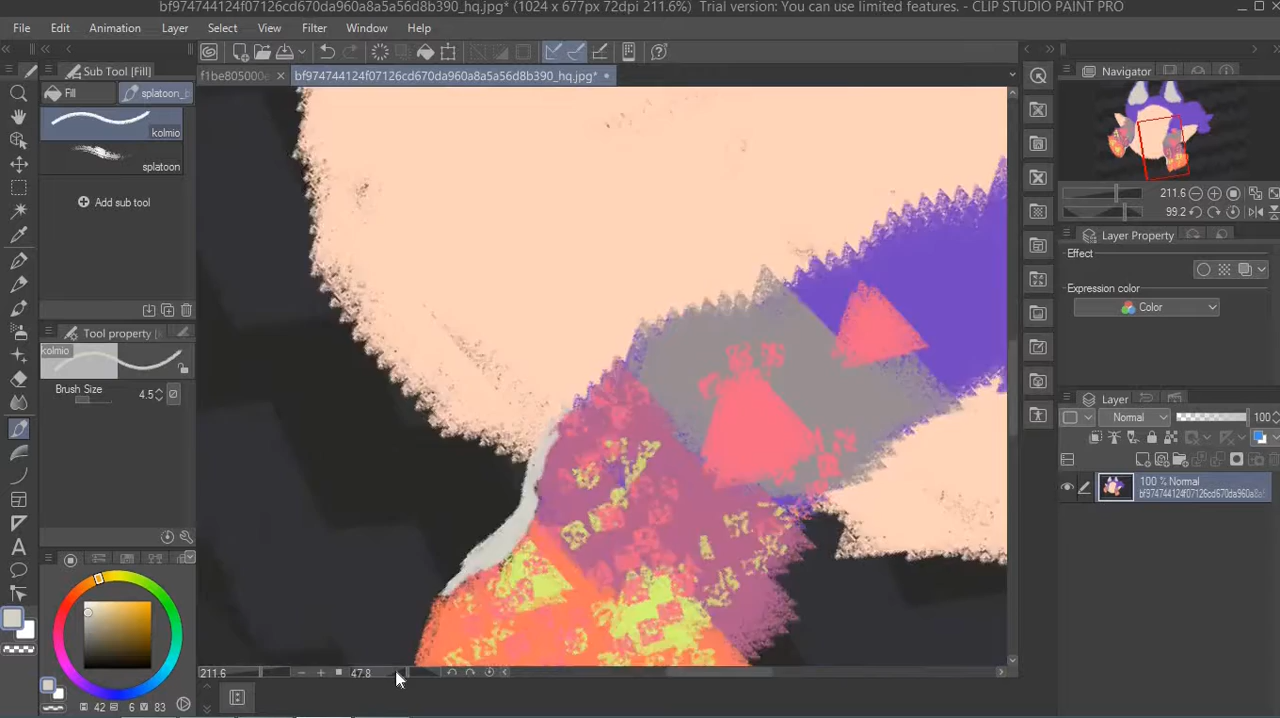 bf974744124f07126cd670da960a8a5a56d8b390_hq.jpg* (1024 x 677px 72dpi 211.6%) Trial version: You can use limited features. - CLIP STUDIO PAINT PRO
File Edit Animation Layer Select View Filter Window Help
Sub Tool [Fill]
f1be805000
bf974744124f07126cd670da960a8a5a56d8b390_hq.jpg*
Navigator
Fill
splatoon_b
kolmio
splatoon
Add sub tool
211.6
99.2
Layer Property
Effect
Expression color
Color
Tool property
kolmio
Brush Size 4.5
Layer
Normal 100
100 % Normal
bf974744124f07126cd670da960a8a5
211.6
47.8
H 42 S 6 V 83